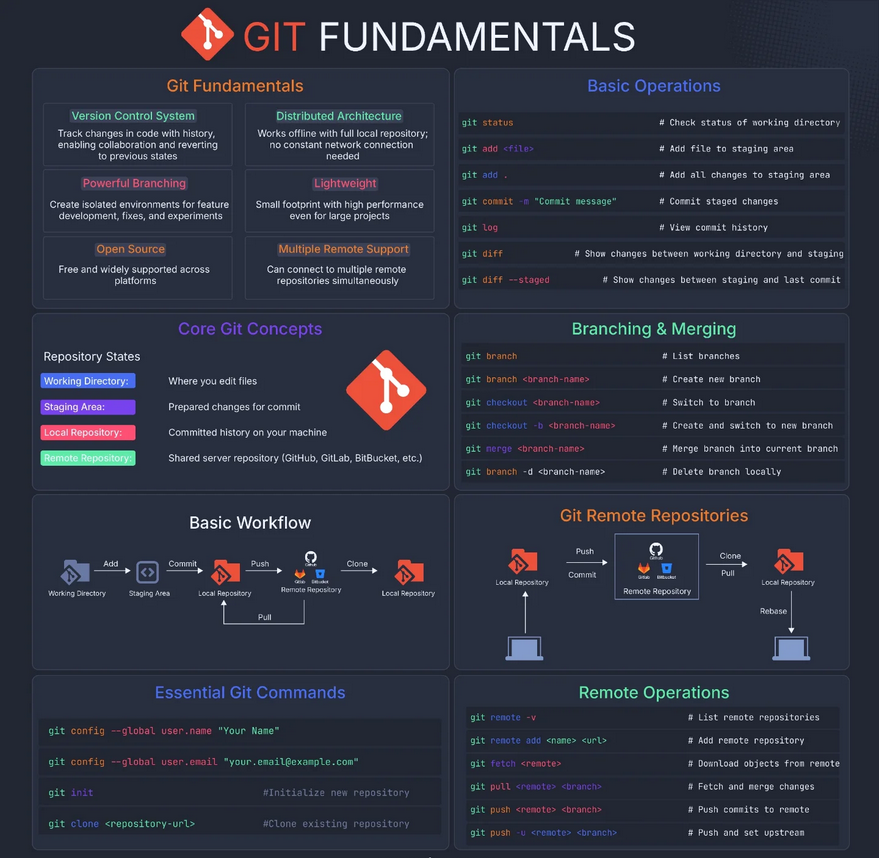 GIT FUNDAMENTALS
Git Fundamentals
Version Control System
Track changes in code with history,
enabling collaboration and reverting
to previous states
Distributed Architecture
Works offline with full local repository;
no constant network connection
needed
Powerful Branching
Create isolated environments for feature
development, fixes, and experiments
Lightweight
Small footprint with high performance
even for large projects
Open Source
Free and widely supported across
platforms
Multiple Remote Support
Can connect to multiple remote
repositories simultaneously
Basic Operations
git status # Check status of working directory
git add <file> # Add file to staging area
git add . # Add all changes to staging area
git commit -m "Commit message" # Commit staged changes
git log # View commit history
git diff # Show changes between working directory and staging
git diff --staged # Show changes between staging and last commit
Core Git Concepts
Repository States
Working Directory: Where you edit files
Staging Area: Prepared changes for commit
Local Repository: Committed history on your machine
Remote Repository: Shared server repository (GitHub, GitLab, BitBucket, etc.)
Branching & Merging
git branch # List branches
git branch <branch-name> # Create new branch
git checkout <branch-name> # Switch to branch
git checkout -b <branch-name> # Create and switch to new branch
git merge <branch-name> # Merge branch into current branch
git branch -d <branch-name> # Delete branch locally
Basic Workflow
Add
Commit
Push
Clone
GitHub
Gitlab Bitbucket
Working Directory
Staging Area
Local Repository
Remote Repository
Local Repository
Pull
Git Remote Repositories
Push
Commit
GitHub
Gitlab Bitbucket
Remote Repository
Clone
Pull
Local Repository
Local Repository
Rebase
Essential Git Commands
git config --global user.name "Your Name"
git config --global user.email "your.email@example.com"
git init #Initialize new repository
git clone <repository-url> #Clone existing repository
Remote Operations
git remote -v # List remote repositories
git remote add <name> <url> # Add remote repository
git fetch <remote> # Download objects from remote
git pull <remote> <branch> # Fetch and merge changes
git push <remote> <branch> # Push commits to remote
git push -u <remote> <branch> # Push and set upstream